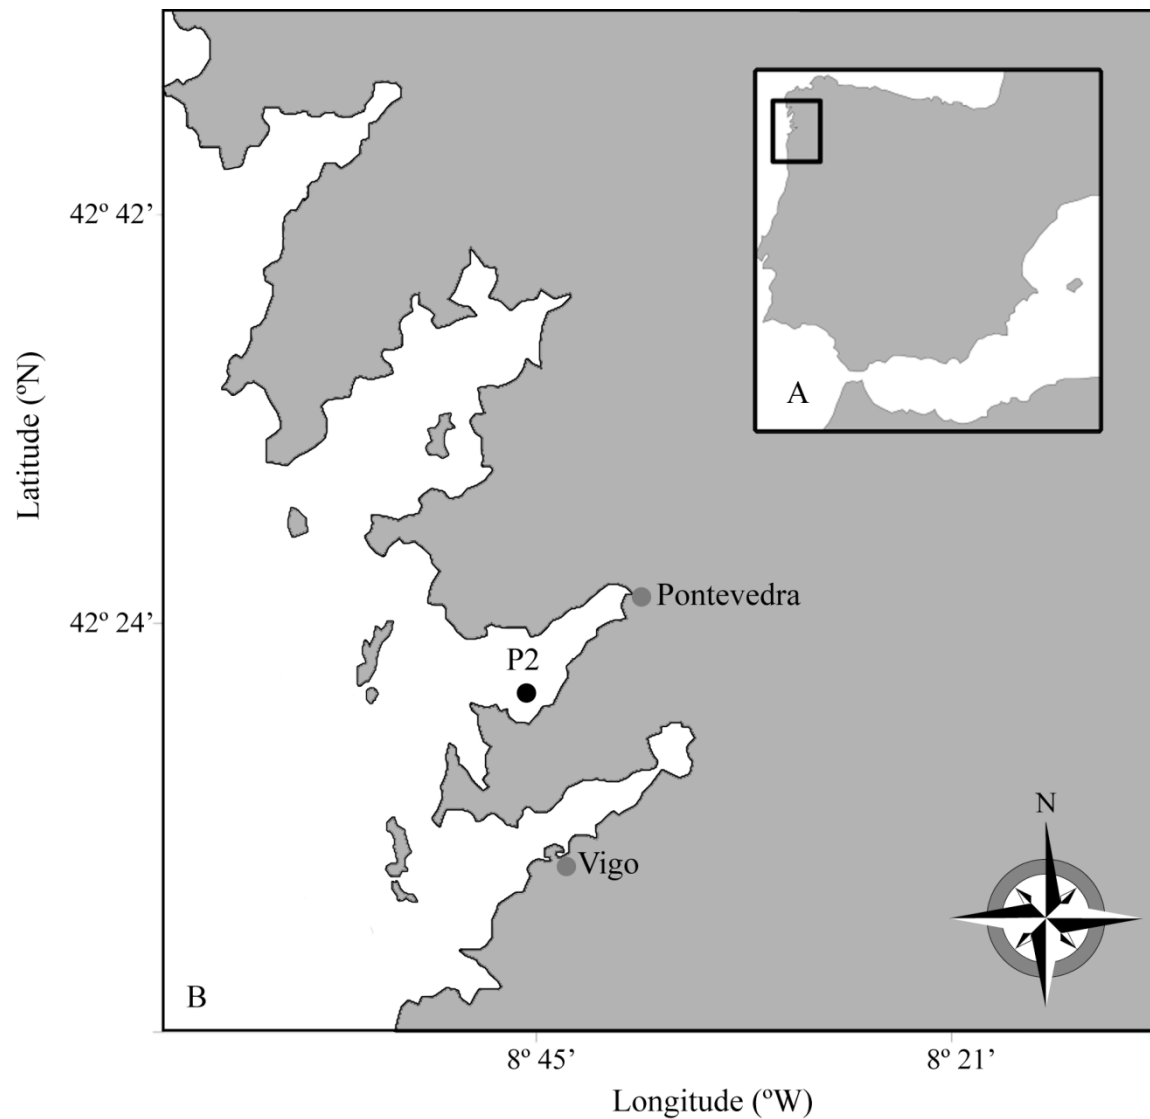 A
42º 42’
Latitude (ºN)
Pontevedra
42º 24’
P2
N
Vigo
B
8º 45’
8º 21’
Longitude (ºW)